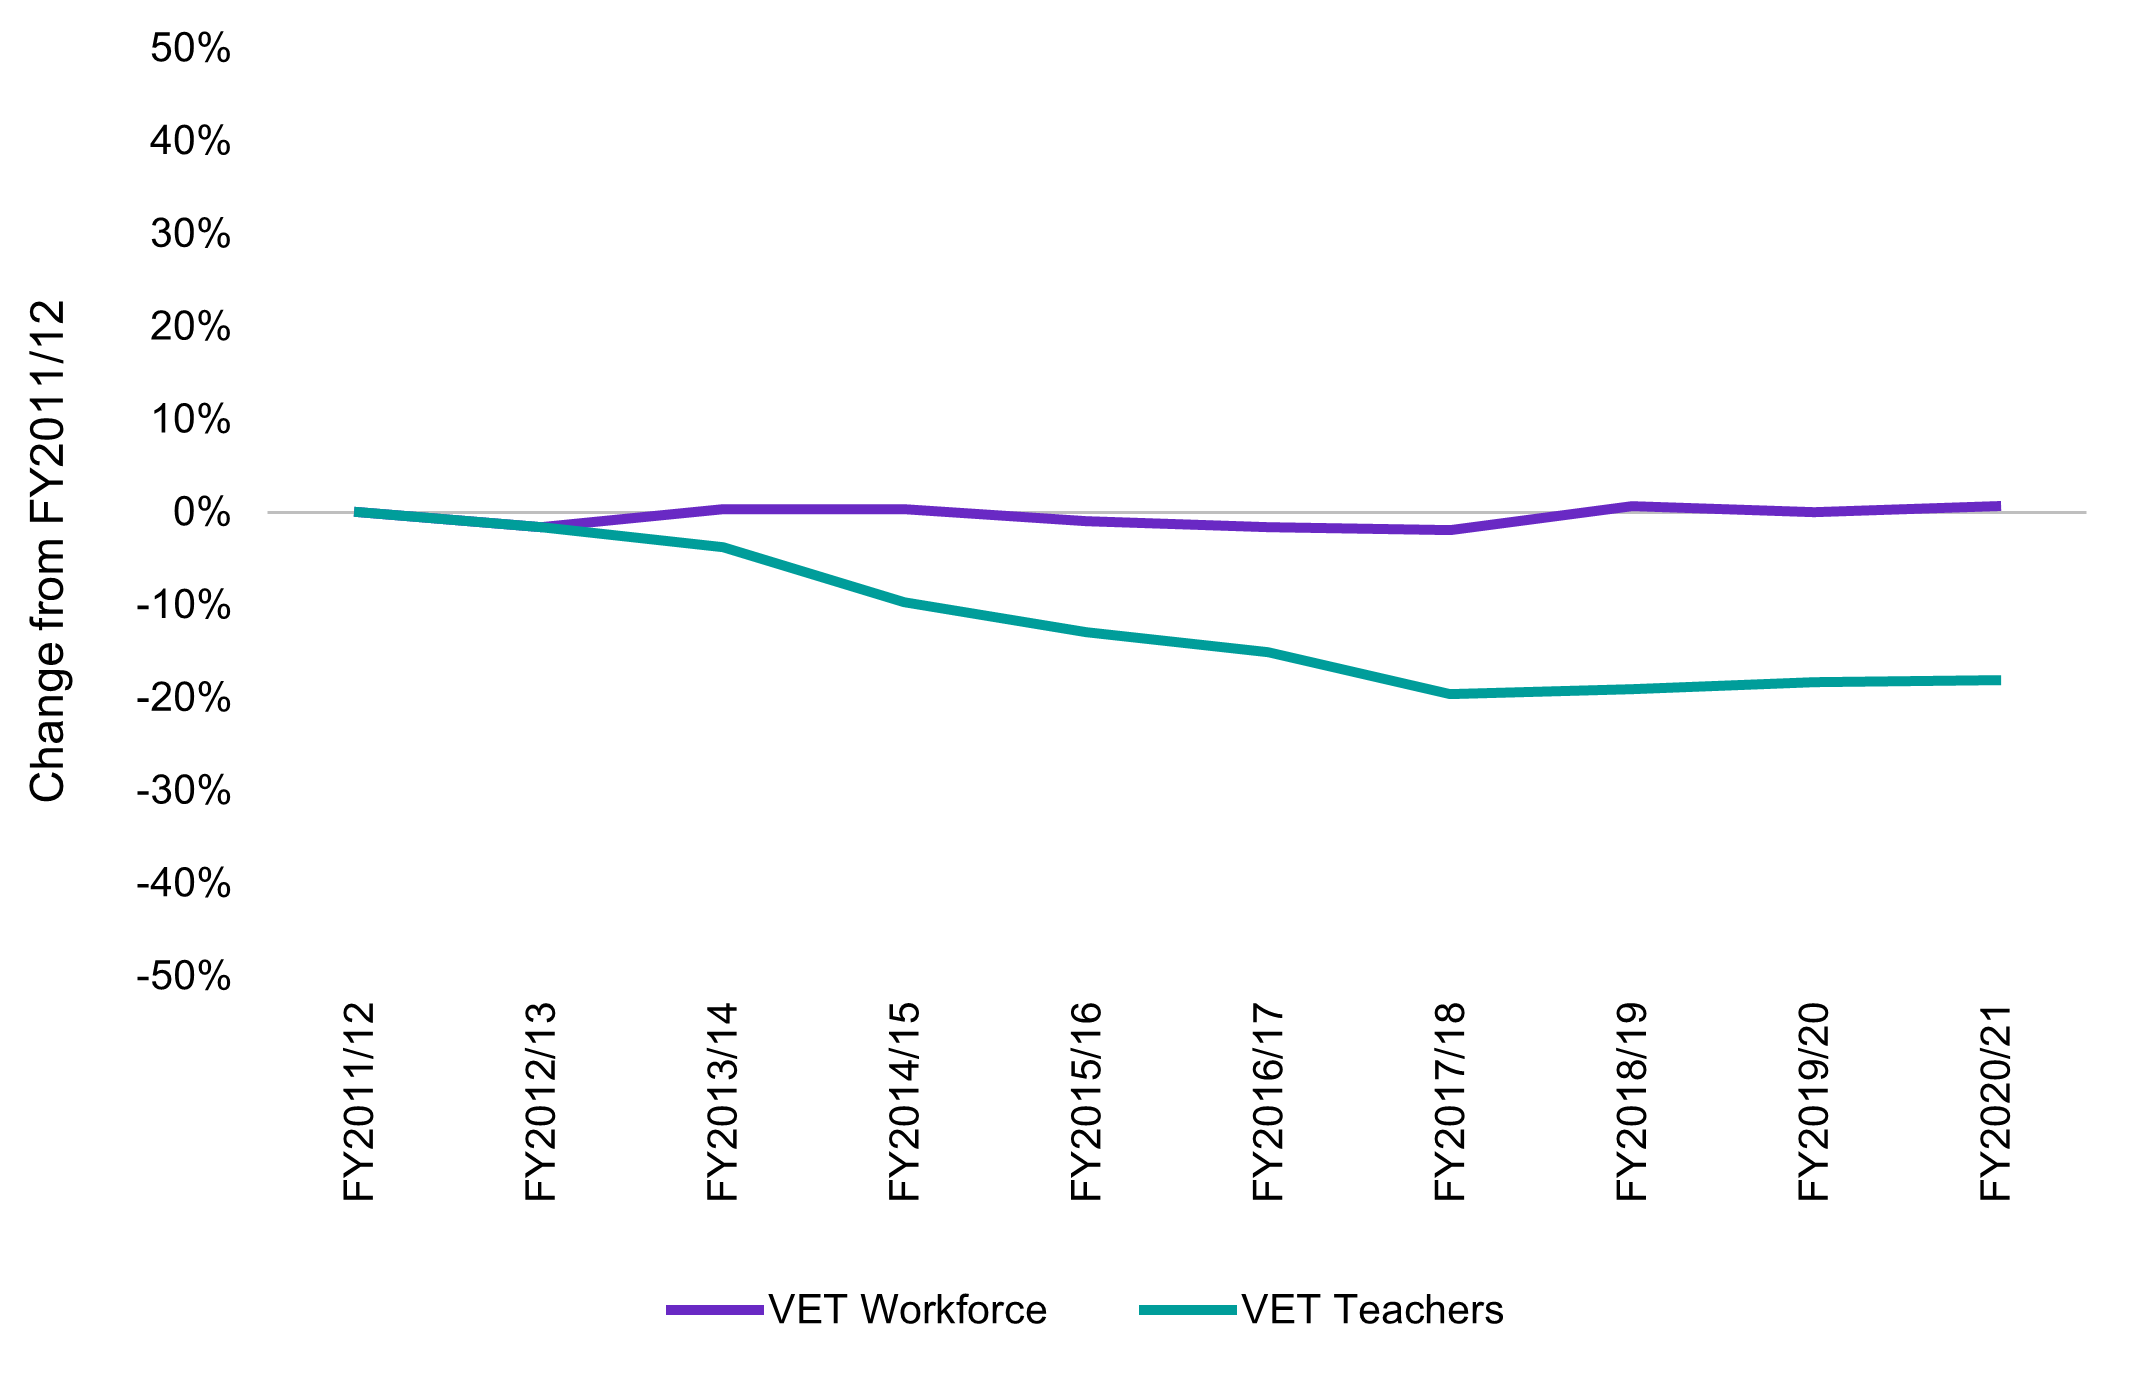 50%
40%
30%
20%
10%
0%
-10%
-20%
-30%
-40%
-50%
Change from FY2011/12
FY2011/12
FY2012/13
FY2013/14
FY2014/15
FY2015/16
FY2016/17
FY2017/18
FY2018/19
FY2019/20
FY2020/21
VET Workforce
VET Teachers